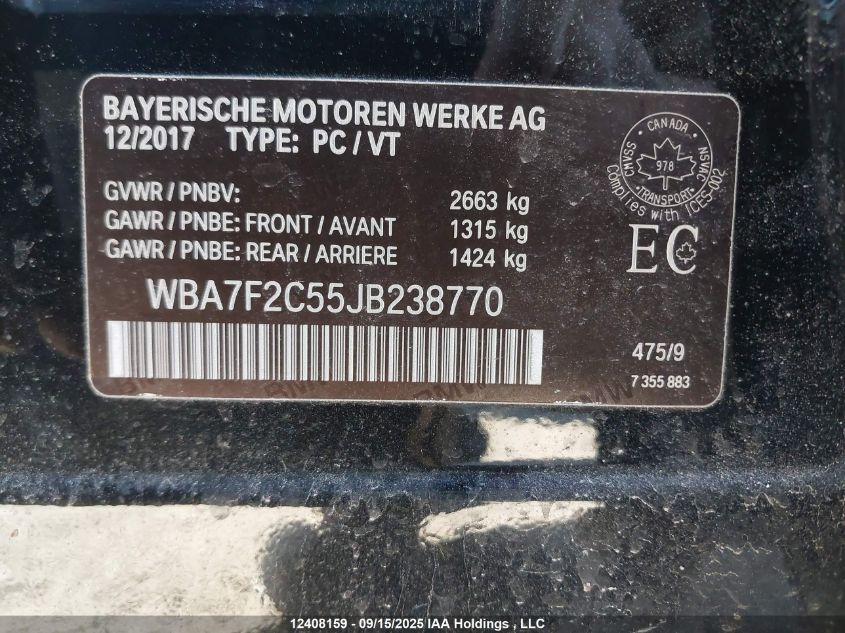 BAYERISCHE MOTOREN WERKE AG
12/2017 TYPE: PC / VT
GVWR / PNBV: 2663 kg
GAWR / PNBE: FRONT / AVANT 1315 kg
GAWR / PNBE: REAR / ARRIERE 1424 kg
WBA7F2C55JB238770
CANADA
CMVSS
NSVAC
978
TRANSPORT
Complies with ICES-002
EC
475/9
7 355 883
12408159 - 09/15/2025 IAA Holdings , LLC